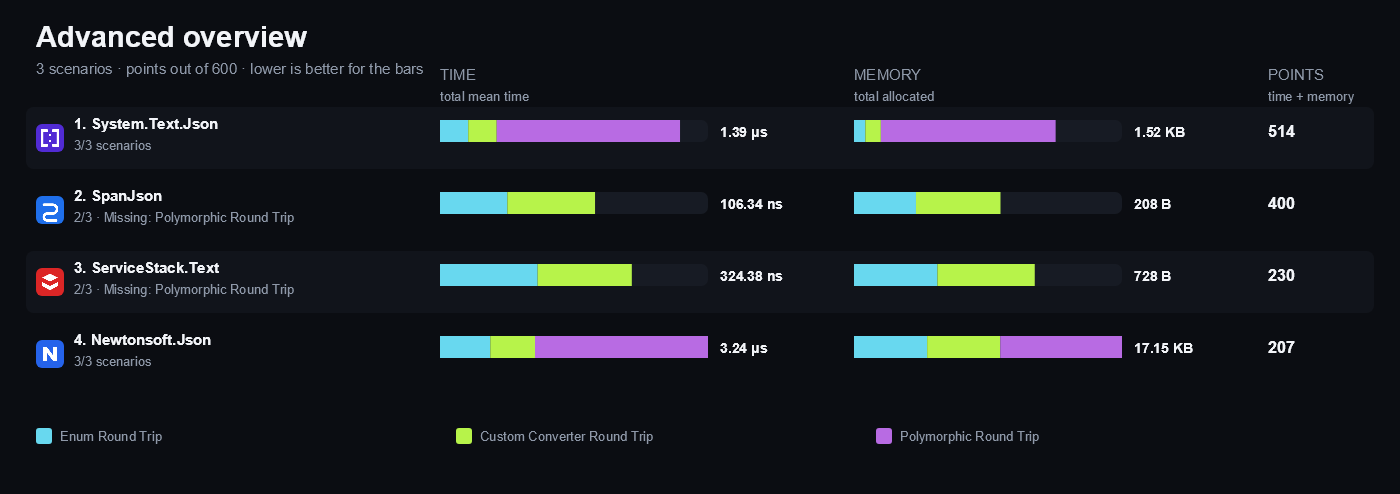 Advanced overview
3 scenarios · points out of 600 · lower is better for the bars
TIME
total mean time
MEMORY
total allocated
POINTS
time + memory
1. System.Text.Json
3/3 scenarios
1.39 µs
1.52 KB
514
2. SpanJson
2/3 · Missing: Polymorphic Round Trip
106.34 ns
208 B
400
3. ServiceStack.Text
2/3 · Missing: Polymorphic Round Trip
324.38 ns
728 B
230
N
4. Newtonsoft.Json
3/3 scenarios
3.24 µs
17.15 KB
207
Enum Round Trip
Custom Converter Round Trip
Polymorphic Round Trip